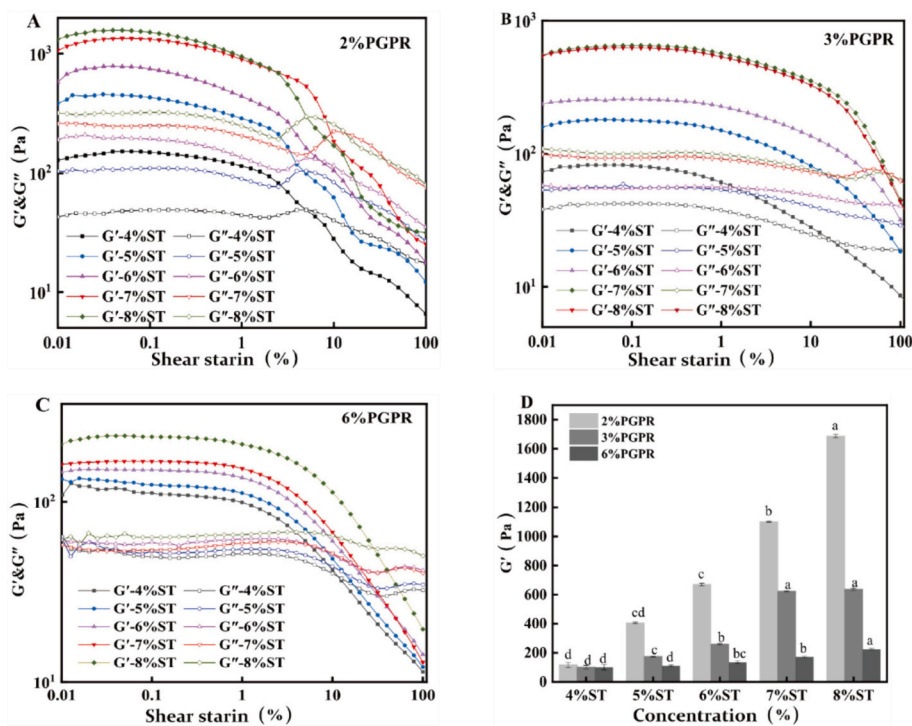 A
2%PGPR
10³
10²
10¹
G′&G″ (Pa)
G′-4%ST G″-4%ST
G′-5%ST G″-5%ST
G′-6%ST G″-6%ST
G′-7%ST G″-7%ST
G′-8%ST G″-8%ST
0.01 0.1 1 10 100
Shear starin (%)
B
3%PGPR
10³
10²
10¹
G′&G″ (Pa)
G′-4%ST G″-4%ST
G′-5%ST G″-5%ST
G′-6%ST G″-6%ST
G′-7%ST G″-7%ST
G′-8%ST G″-8%ST
0.01 0.1 1 10 100
Shear starin (%)
C
6%PGPR
10²
10¹
G′&G″ (Pa)
G′-4%ST G″-4%ST
G′-5%ST G″-5%ST
G′-6%ST G″-6%ST
G′-7%ST G″-7%ST
G′-8%ST G″-8%ST
0.01 0.1 1 10 100
Shear starin (%)
D
2%PGPR
3%PGPR
6%PGPR
1800
1600
1400
1200
1000
800
600
400
200
0
G′ (Pa)
d d d
cd c d
c b bc
b a b
a a a
4%ST 5%ST 6%ST 7%ST 8%ST
Concentration (%)